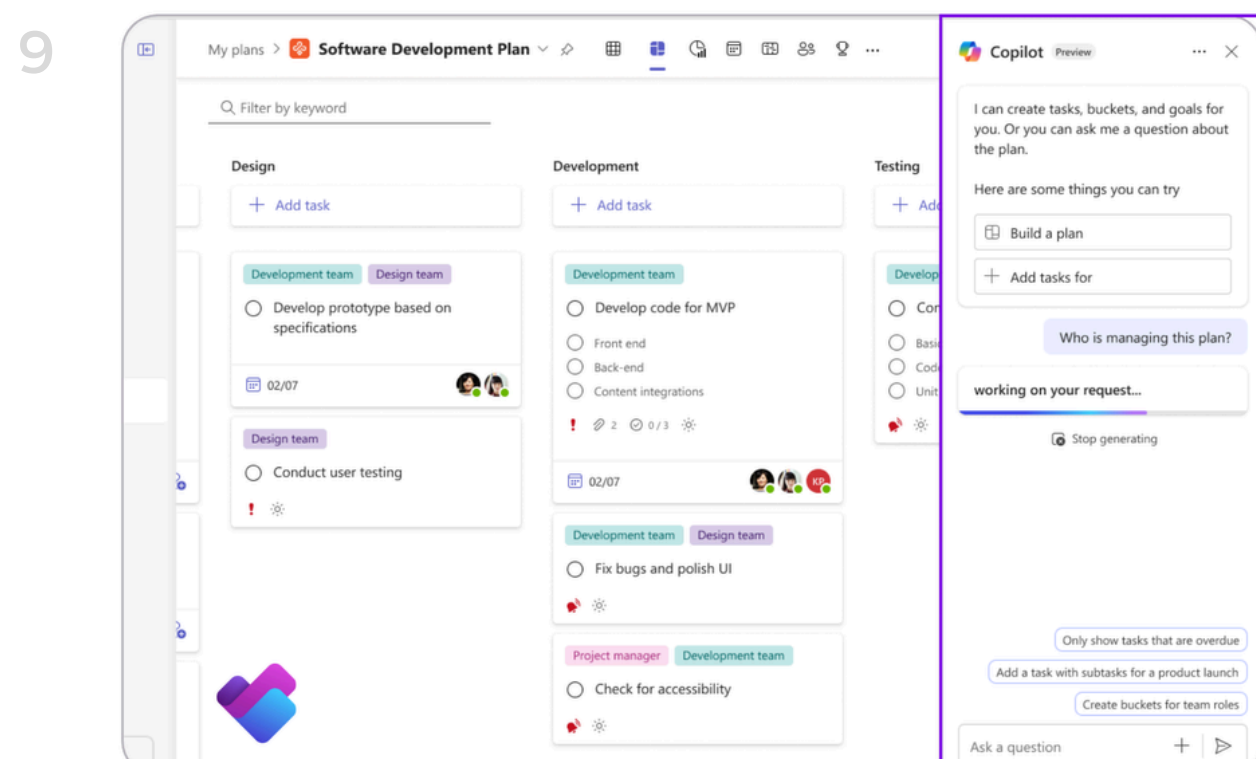 9
My plans > Software Development Plan
Filter by keyword
Design
+ Add task
Development team Design team
Develop prototype based on
specifications
02/07
Design team
Conduct user testing
Development
+ Add task
Development team
Develop code for MVP
Front end
Back-end
Content integrations
2 0/3
02/07 KP
Development team Design team
Fix bugs and polish UI
Project manager Development team
Check for accessibility
Testing
+ Add
Develop
Con
Basic
Code
Unit
Copilot Preview
I can create tasks, buckets, and goals for
you. Or you can ask me a question about
the plan.
Here are some things you can try
Build a plan
+ Add tasks for
Who is managing this plan?
working on your request...
Stop generating
Only show tasks that are overdue
Add a task with subtasks for a product launch
Create buckets for team roles
Ask a question